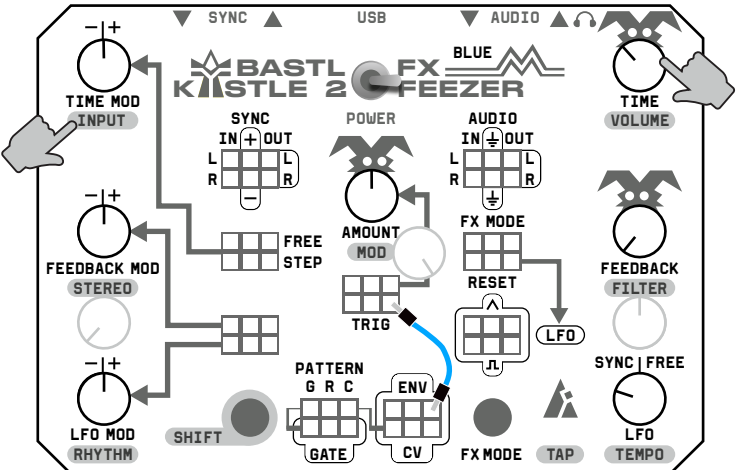 SYNC USB AUDIO
BASTL FX BLUE
K STLE 2 FEEZER
TIME MOD
INPUT
TIME
VOLUME
SYNC POWER AUDIO
IN + OUT IN OUT
L L L L
R R R R
−
− +
FEEDBACK MOD
STEREO
FREE
STEP
AMOUNT
MOD
FX MODE
FEEDBACK
FILTER
TRIG
RESET
LFO
SYNC | FREE
− +
LFO MOD
RHYTHM
PATTERN
G R C
GATE
ENV
CV
SHIFT
FX MODE
TAP
LFO
TEMPO